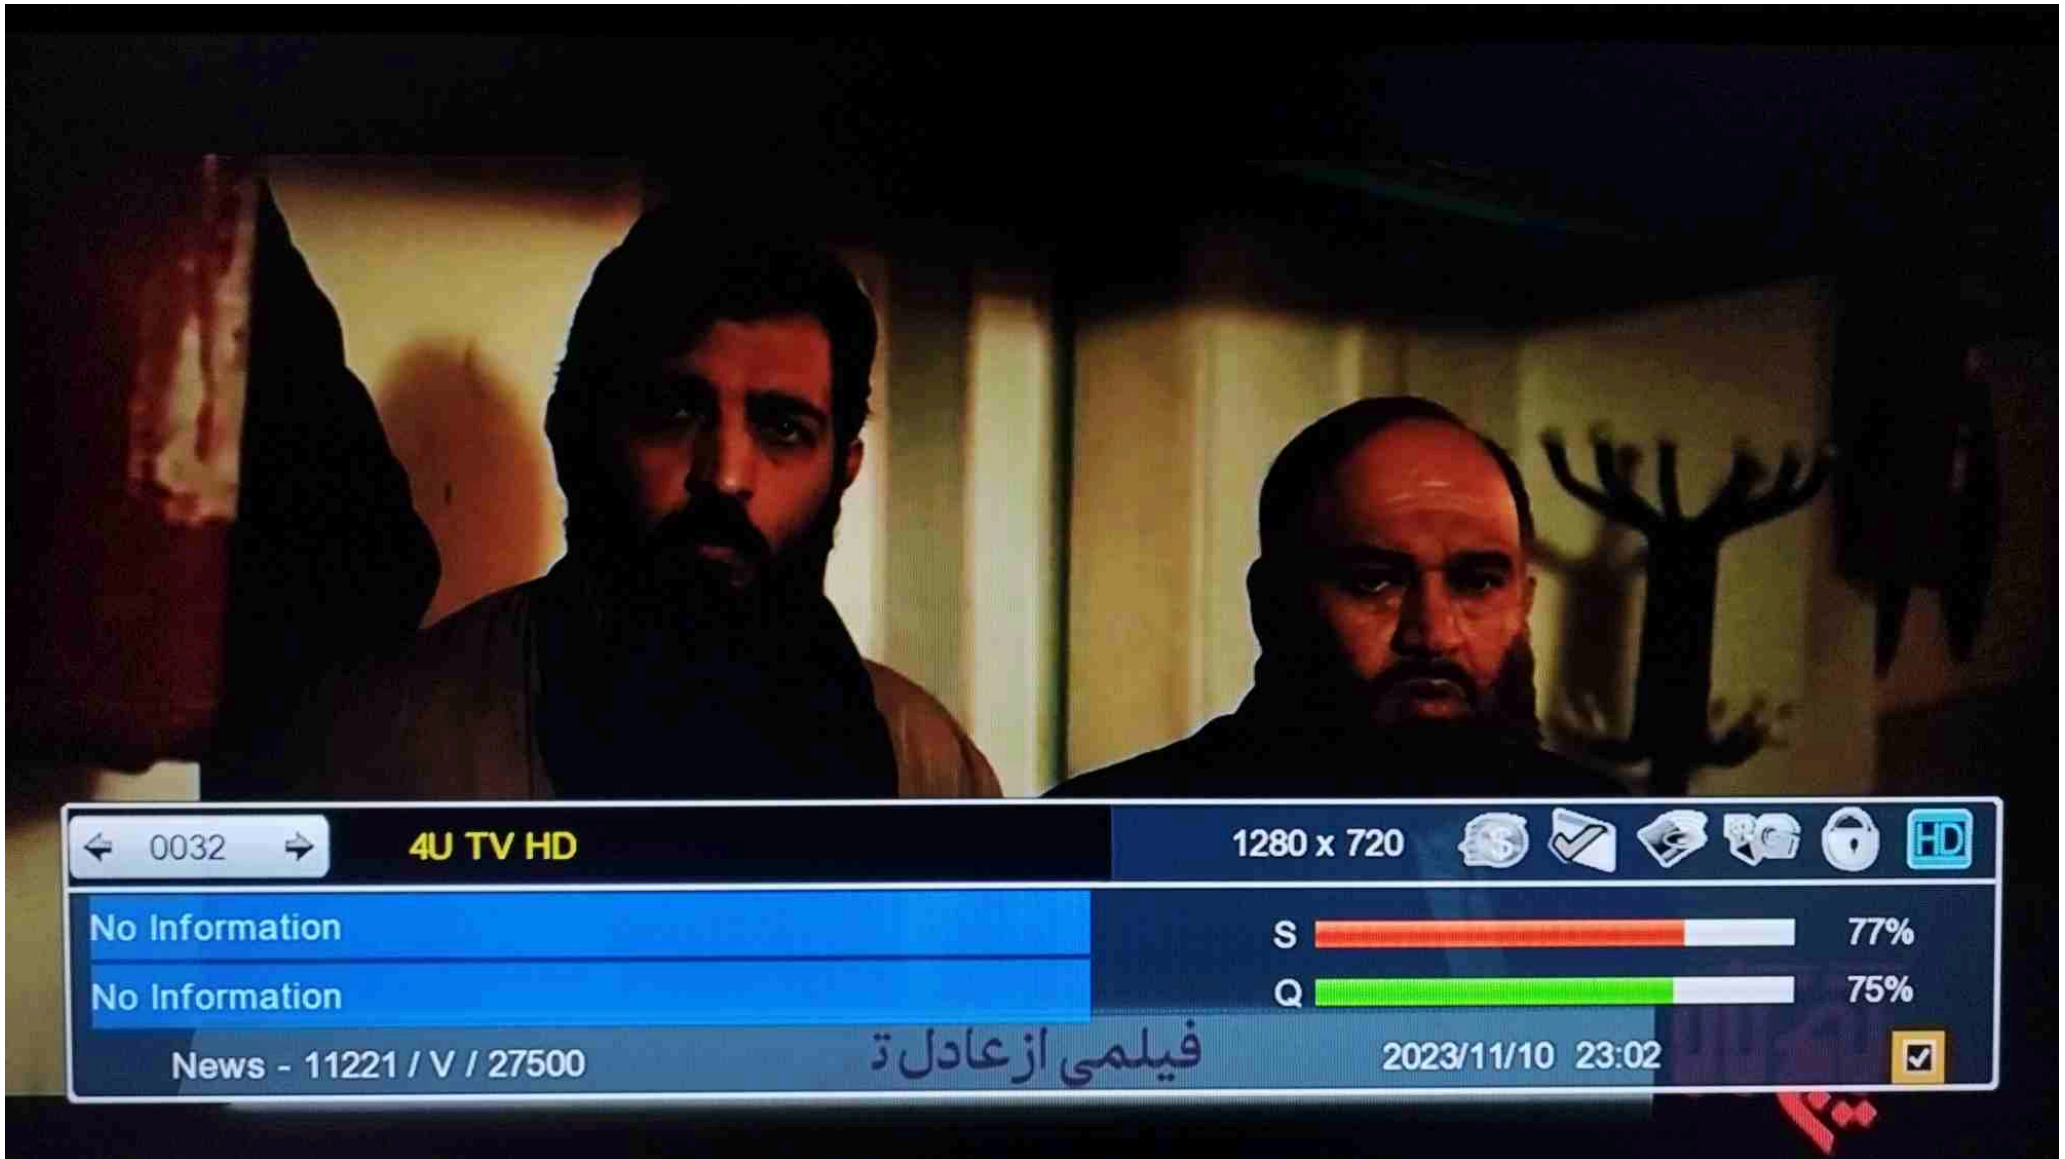 0032
4U TV HD
1280 x 720
HD
No Information
S 77%
No Information
Q 75%
News - 11221 / V / 27500
فیلمی از عادل ت
2023/11/10 23:02